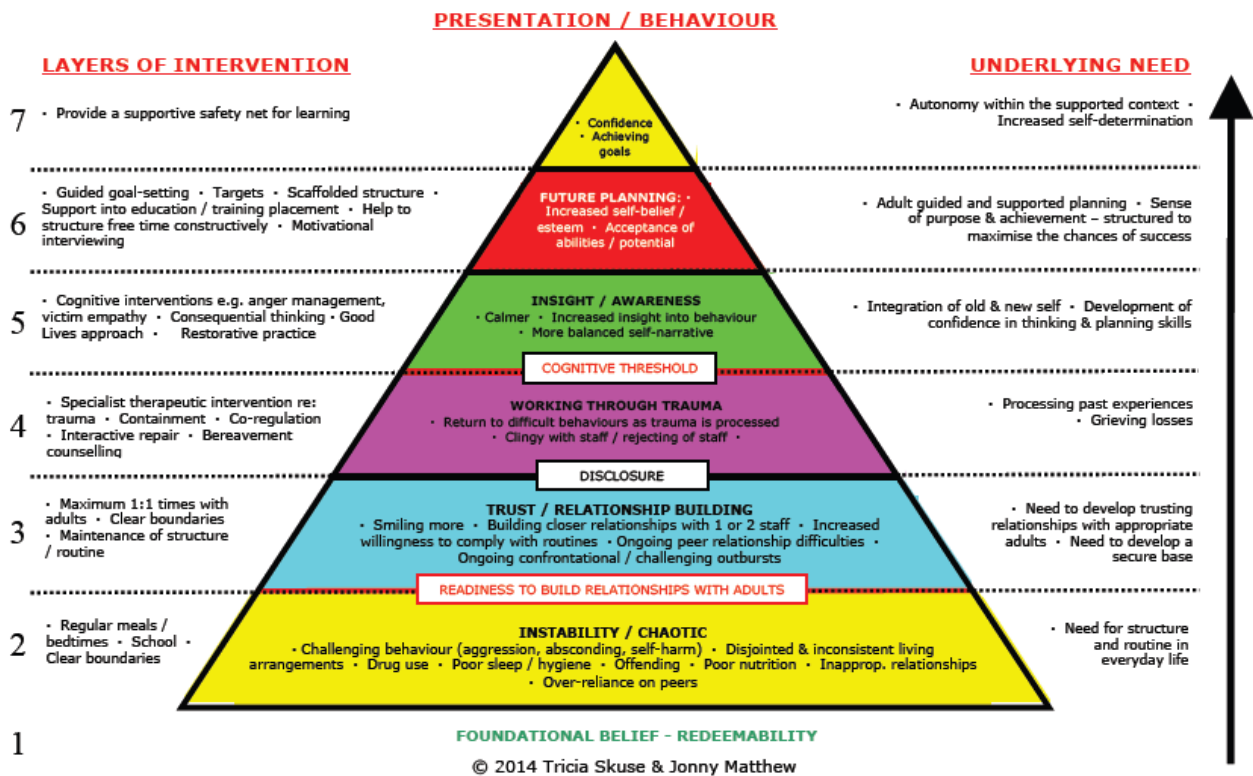 PRESENTATION / BEHAVIOUR
LAYERS OF INTERVENTION
UNDERLYING NEED
7
· Provide a supportive safety net for learning
· Confidence
· Achieving
goals
· Autonomy within the supported context ·
Increased self-determination
6
· Guided goal-setting · Targets · Scaffolded structure ·
Support into education / training placement · Help to
structure free time constructively · Motivational
interviewing
FUTURE PLANNING: ·
Increased self-belief /
esteem · Acceptance of
abilities / potential
· Adult guided and supported planning · Sense
of purpose & achievement – structured to
maximise the chances of success
5
· Cognitive interventions e.g. anger management,
victim empathy · Consequential thinking · Good
Lives approach · Restorative practice
INSIGHT / AWARENESS
· Calmer · Increased insight into behaviour
· More balanced self-narrative
· Integration of old & new self · Development of
confidence in thinking & planning skills
COGNITIVE THRESHOLD
4
· Specialist therapeutic intervention re:
trauma · Containment · Co-regulation
· Interactive repair · Bereavement
counselling
WORKING THROUGH TRAUMA
· Return to difficult behaviours as trauma is processed
· Clingy with staff / rejecting of staff ·
· Processing past experiences
· Grieving losses
DISCLOSURE
3
· Maximum 1:1 times with
adults · Clear boundaries
· Maintenance of structure
/ routine
TRUST / RELATIONSHIP BUILDING
· Smiling more · Building closer relationships with 1 or 2 staff · Increased
willingness to comply with routines · Ongoing peer relationship difficulties ·
Ongoing confrontational / challenging outbursts
· Need to develop trusting
relationships with appropriate
adults · Need to develop a
secure base
READINESS TO BUILD RELATIONSHIPS WITH ADULTS
2
· Regular meals /
bedtimes · School ·
Clear boundaries
INSTABILITY / CHAOTIC
· Challenging behaviour (aggression, absconding, self-harm) · Disjointed & inconsistent living
arrangements · Drug use · Poor sleep / hygiene · Offending · Poor nutrition · Inapprop. relationships
· Over-reliance on peers
· Need for structure
and routine in
everyday life
1
FOUNDATIONAL BELIEF - REDEEMABILITY
© 2014 Tricia Skuse & Jonny Matthew